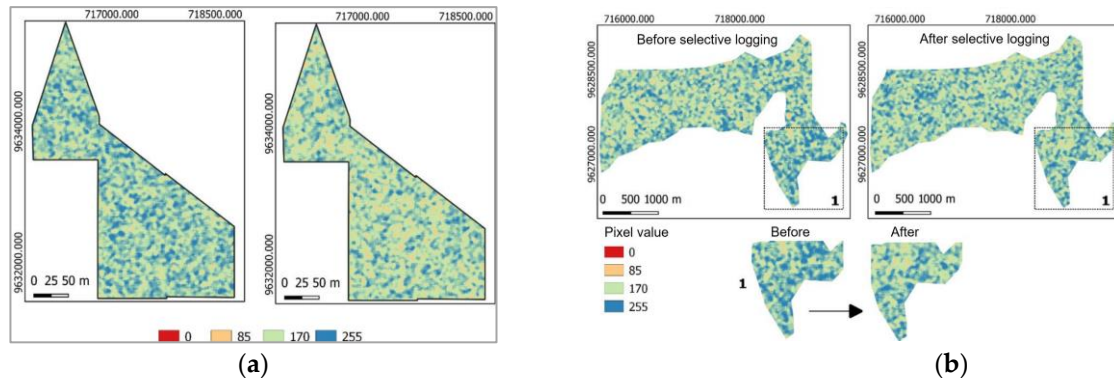 717000.000 718500.000 717000.000 718500.000
9634000.000
9632000.000
9634000.000
9632000.000
0 25 50 m
0 25 50 m
0 85 170 255
(a)
716000.000 718000.000 716000.000 718000.000
Before selective logging
After selective logging
9628500.000
9627000.000
9628500.000
9627000.000
0 500 1000 m
1
0 500 1000 m
1
Pixel value
0
85
170
255
Before
After
1
(b)